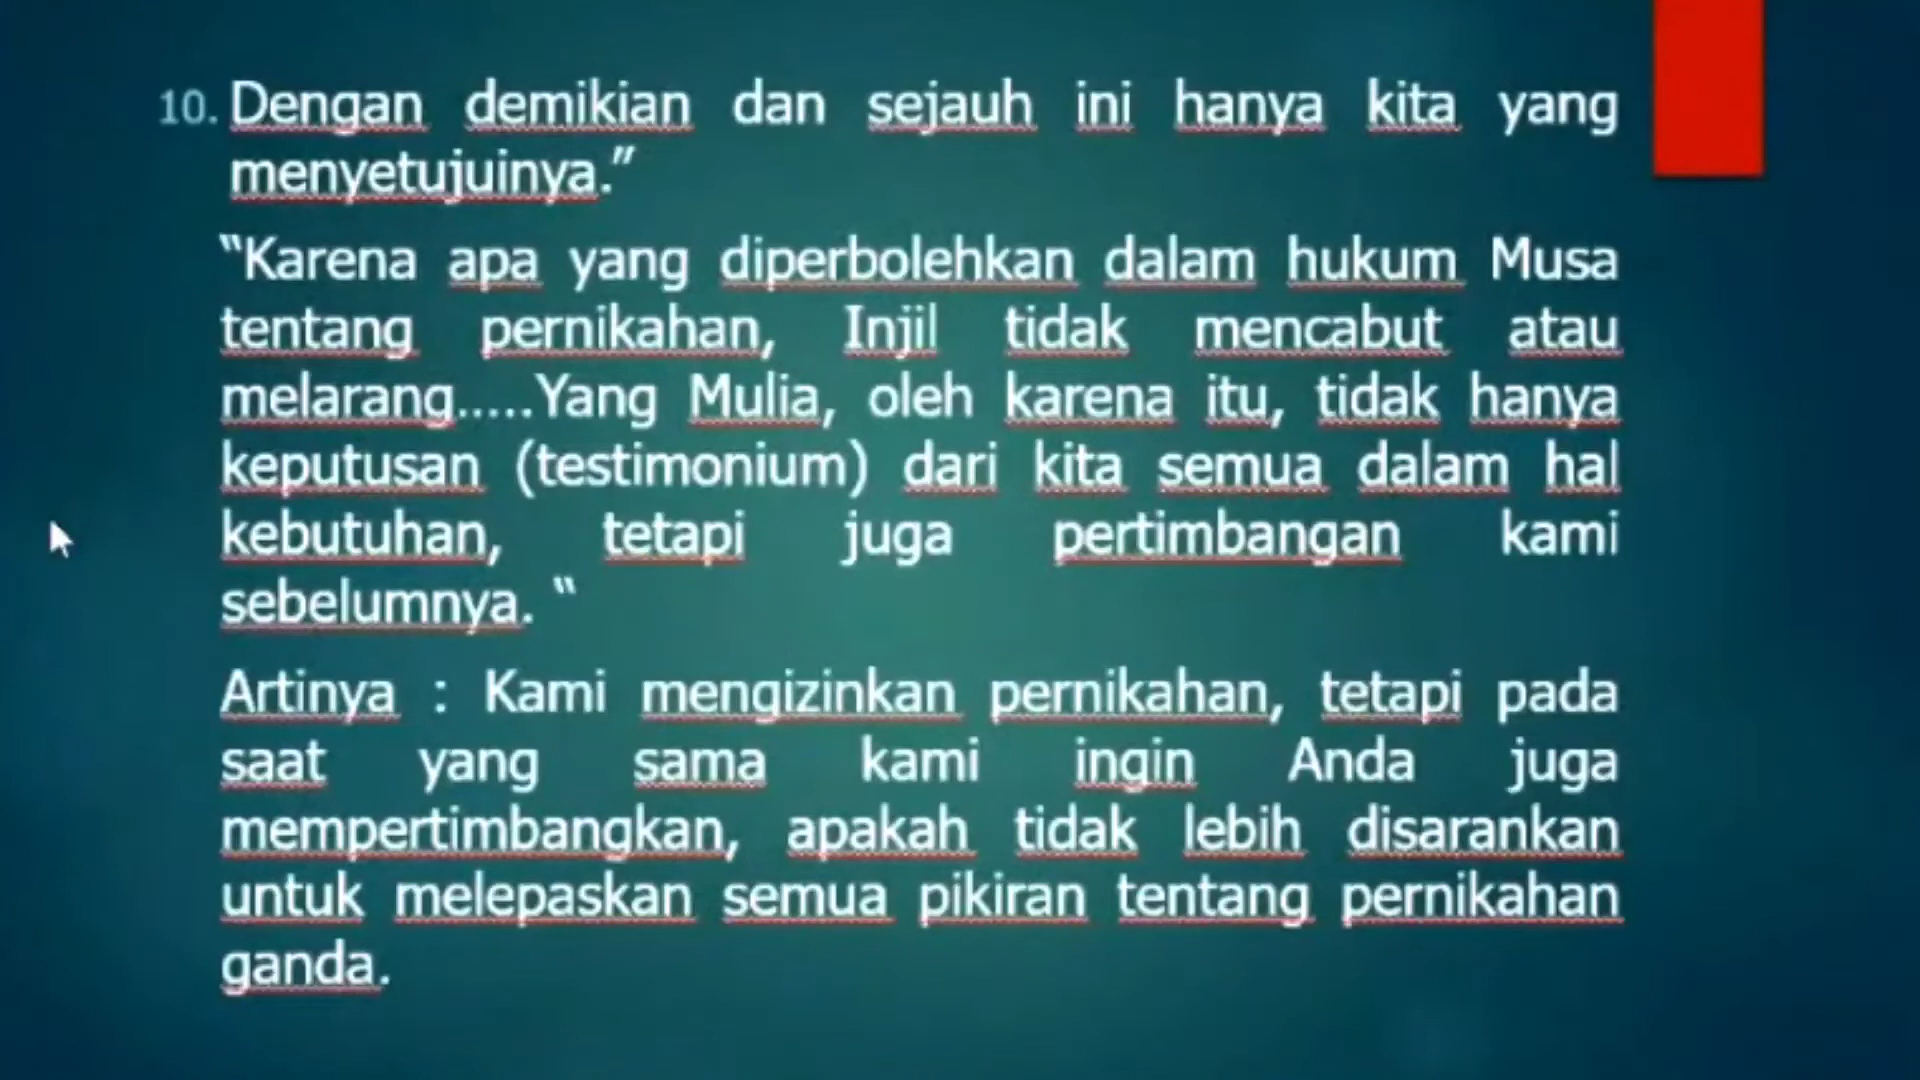 10. Dengan demikian dan sejauh ini hanya kita yang
menyetujuinya.”
“Karena apa yang diperbolehkan dalam hukum Musa
tentang pernikahan, Injil tidak mencabut atau
melarang.....Yang Mulia, oleh karena itu, tidak hanya
keputusan (testimonium) dari kita semua dalam hal
kebutuhan, tetapi juga pertimbangan kami
sebelumnya. “
Artinya : Kami mengizinkan pernikahan, tetapi pada
saat yang sama kami ingin Anda juga
mempertimbangkan, apakah tidak lebih disarankan
untuk melepaskan semua pikiran tentang pernikahan
ganda.